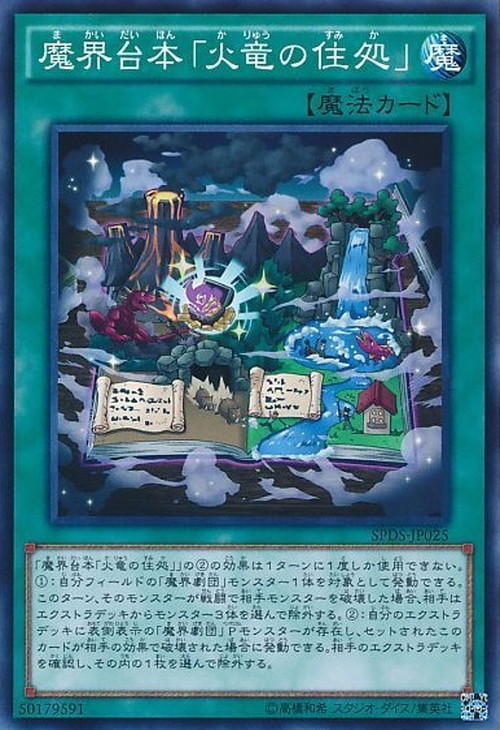 魔界台本「火竜の住処」
魔
【魔法カード】
SPDS-JP025
「魔界台本「火竜の住処」」の②の効果は1ターンに1度しか使用できない。
①：自分フィールドの「魔界劇団」モンスター1体を対象として発動できる。
このターン、そのモンスターが戦闘で相手モンスターを破壊した場合、相手は
エクストラデッキからモンスター3体を選んで除外する。②：自分のエクストラ
デッキに表側表示の「魔界劇団」Pモンスターが存在し、セットされたこの
カードが相手の効果で破壊された場合に発動できる。相手のエクストラデッキ
を確認し、その内の1枚を選んで除外する。
50179591
©高橋和希 スタジオ・ダイス/集英社